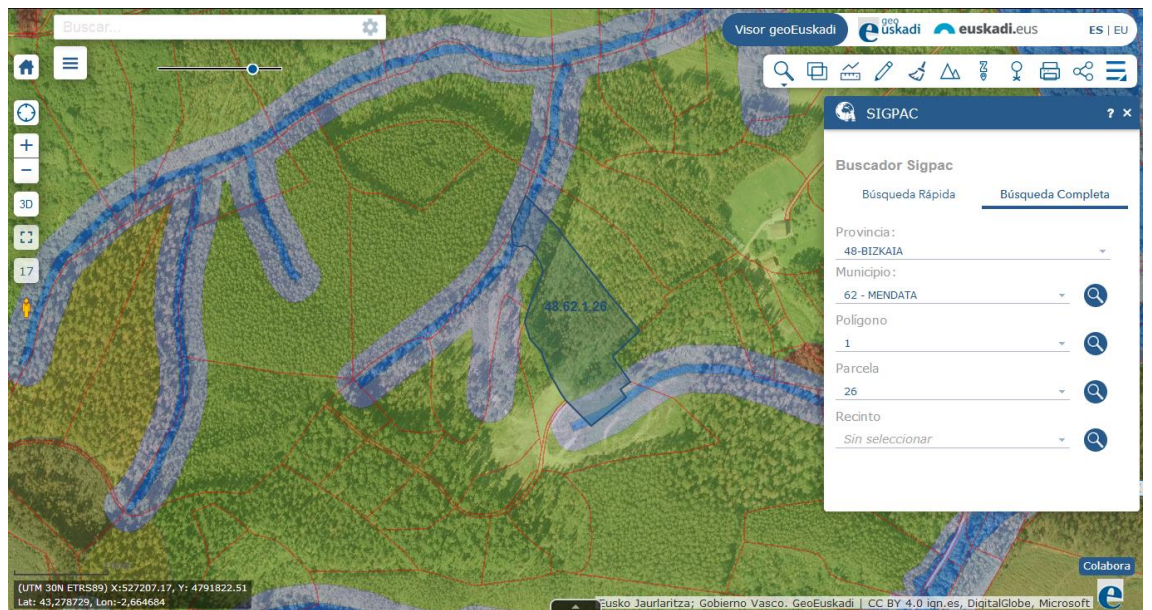 Buscar...
Visor geoEuskadi
geo
euskadi
euskadi.eus
ES | EU
3D
17
SIGPAC
? ×
Buscador Sigpac
Búsqueda Rápida
Búsqueda Completa
Provincia:
48-BIZKAIA
Municipio:
62 - MENDATA
Polígono
1
Parcela
26
Recinto
Sin seleccionar
48.62.1.26
Colabora
(UTM 30N ETRS89) X:527207.17, Y: 4791822.51
Lat: 43,278729, Lon:-2,664684
Eusko Jaurlaritza; Gobierno Vasco. GeoEuskadi | CC BY 4.0 ign.es, DigitalGlobe, Microsoft